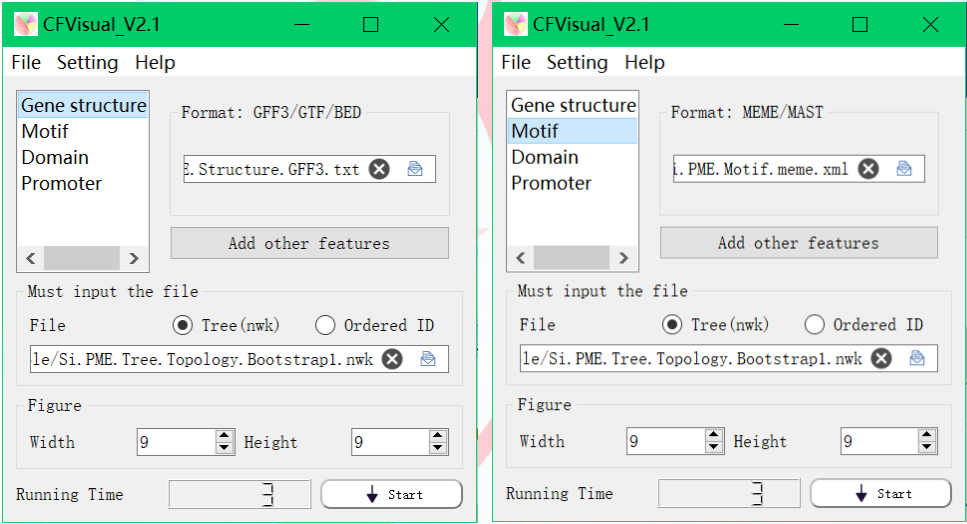 CFVisual_V2.1
File Setting Help
Gene structure
Motif
Domain
Promoter
Format: GFF3/GTF/BED
E.Structure.GFF3.txt
Add other features
Must input the file
File Tree(nwk) Ordered ID
le/Si.PME.Tree.Topology.Bootstrap1.nwk
Figure
Width 9 Height 9
Running Time 3 Start
CFVisual_V2.1
File Setting Help
Gene structure
Motif
Domain
Promoter
Format: MEME/MAST
i.PME.Motif.meme.xml
Add other features
Must input the file
File Tree(nwk) Ordered ID
le/Si.PME.Tree.Topology.Bootstrap1.nwk
Figure
Width 9 Height 9
Running Time 3 Start